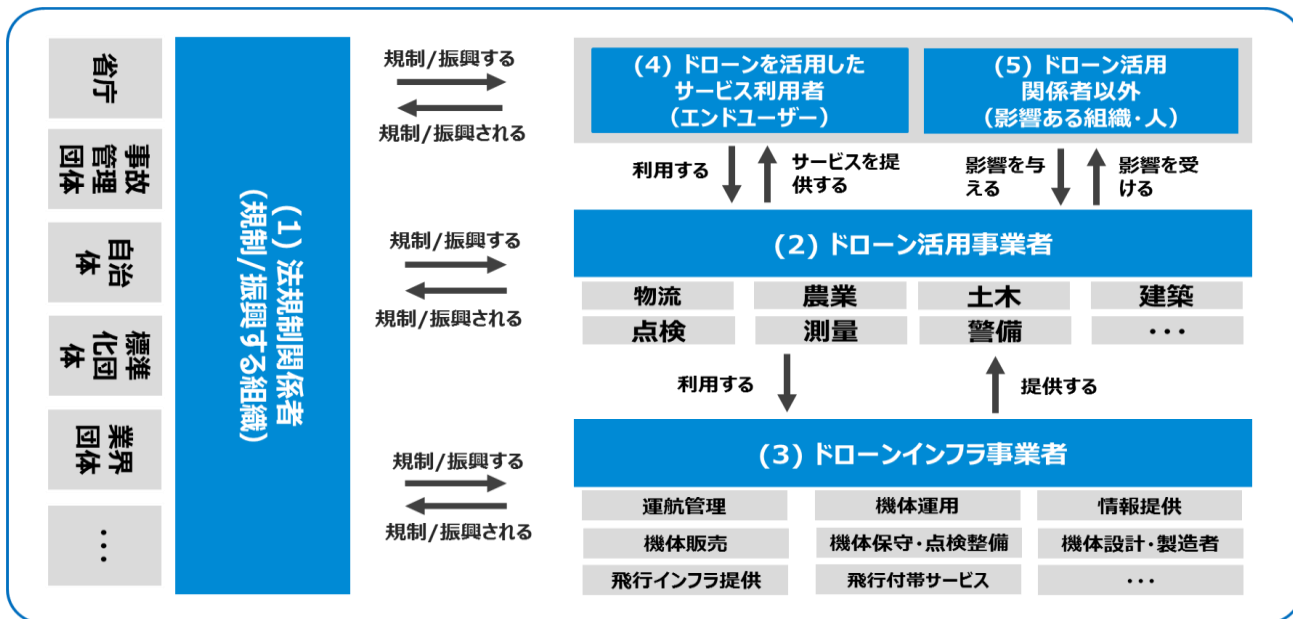 省庁
事故
管理
団体
自治
体
標準
化団
体
業界
団体
・・・
(1) 法規制関係者
(規制/振興する組織)
規制/振興する
規制/振興される
規制/振興する
規制/振興される
規制/振興する
規制/振興される
(4) ドローンを活用した
サービス利用者
(エンドユーザー)
(5) ドローン活用
関係者以外
(影響ある組織・人)
利用する
サービスを提
供する
影響を与
える
影響を受
ける
(2) ドローン活用事業者
物流
農業
土木
建築
点検
測量
警備
・・・
利用する
提供する
(3) ドローンインフラ事業者
運航管理
機体運用
情報提供
機体販売
機体保守・点検整備
機体設計・製造者
飛行インフラ提供
飛行付帯サービス
・・・